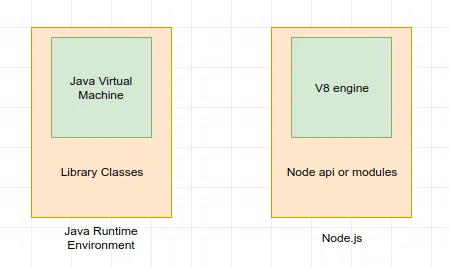 Java Virtual
Machine
Library Classes
Java Runtime
Environment
V8 engine
Node api or modules
Node.js